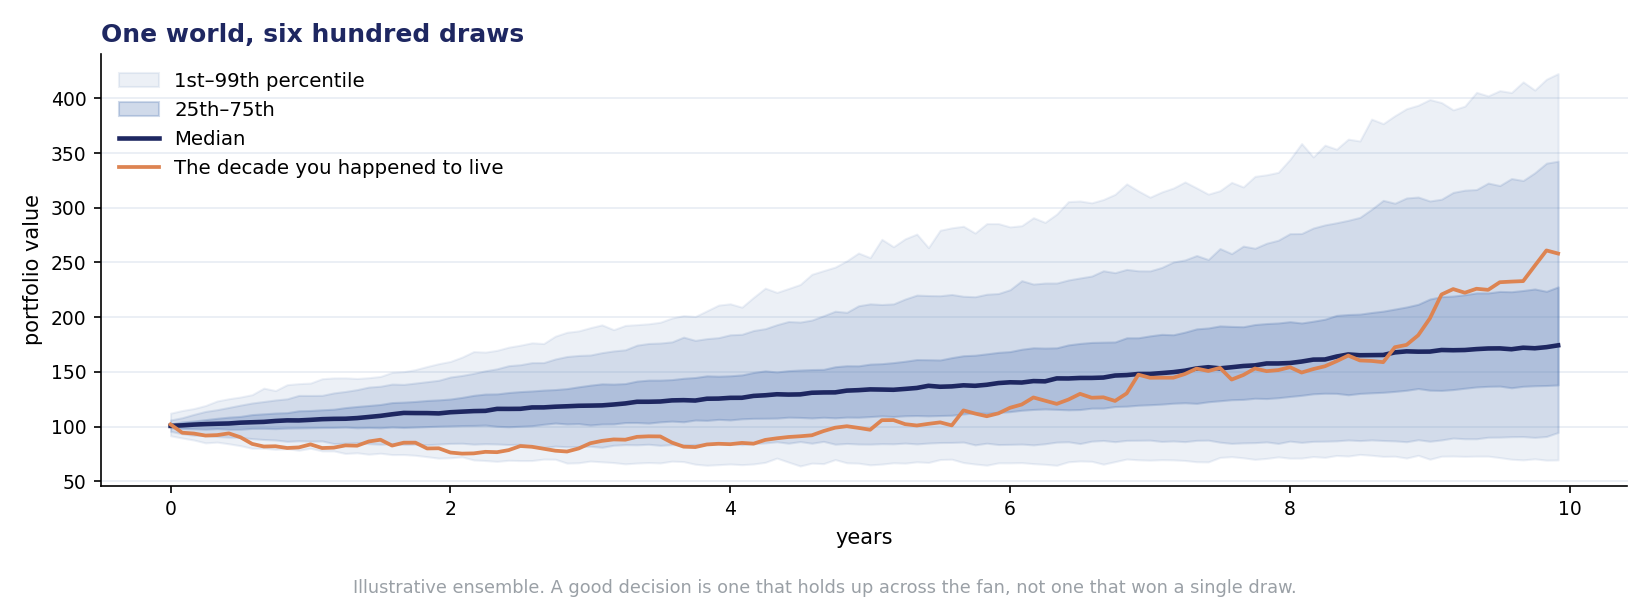 One world, six hundred draws
1st–99th percentile
25th–75th
Median
The decade you happened to live
portfolio value
400
350
300
250
200
150
100
50
0
2
4
6
8
10
years
Illustrative ensemble. A good decision is one that holds up across the fan, not one that won a single draw.